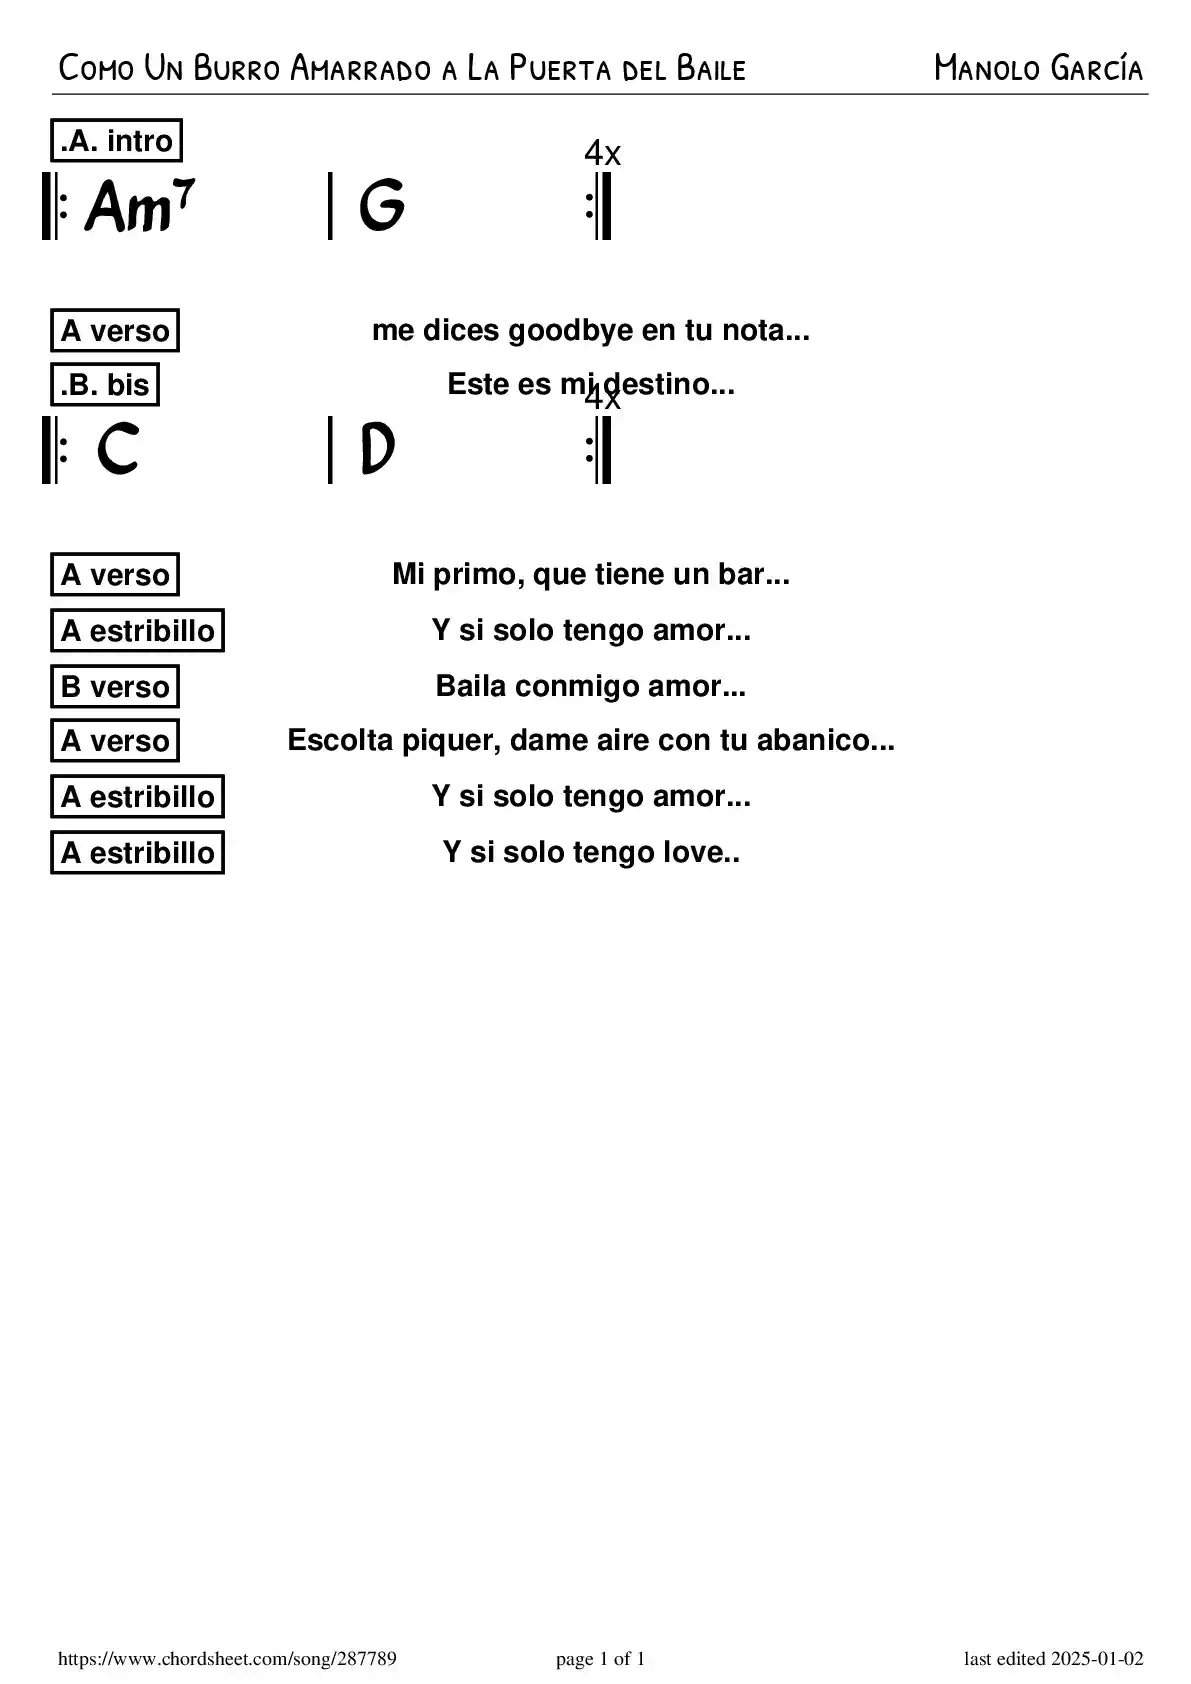 Como Un Burro Amarrado a La Puerta del Baile Manolo García
.A. intro
4x
Am7 G
A verso me dices goodbye en tu nota...
.B. bis Este es mi destino...
4x
C D
A verso Mi primo, que tiene un bar...
A estribillo Y si solo tengo amor...
B verso Baila conmigo amor...
A verso Escolta piquer, dame aire con tu abanico...
A estribillo Y si solo tengo amor...
A estribillo Y si solo tengo love..
https://www.chordsheet.com/song/287789 page 1 of 1 last edited 2025-01-02